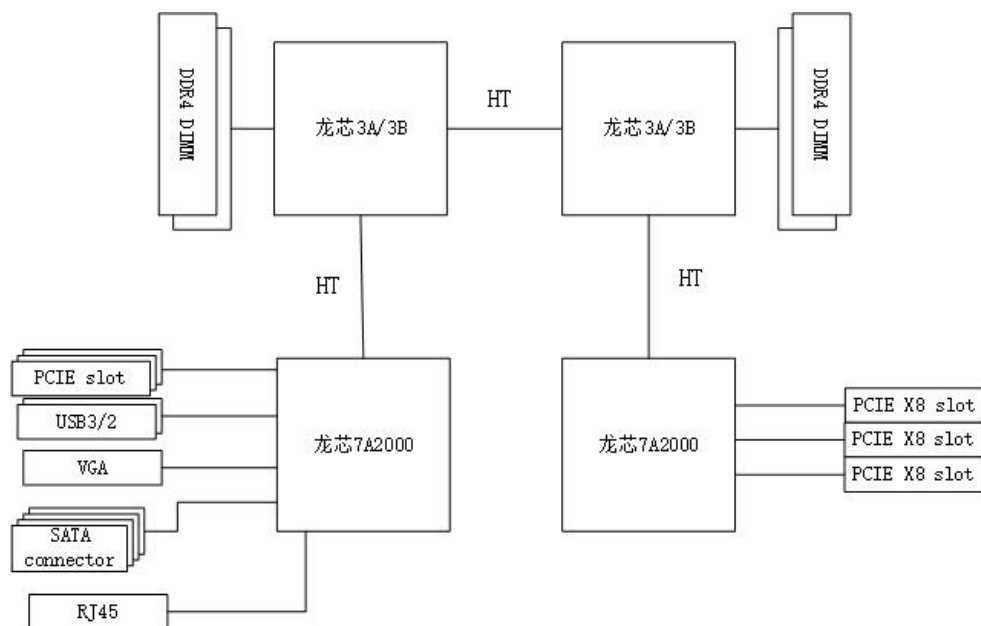 DDR4 DIMM
龙芯3A/3B
HT
龙芯3A/3B
DDR4 DIMM
HT
HT
PCIE slot
USB3/2
VGA
SATA
connector
RJ45
龙芯7A2000
龙芯7A2000
PCIE X8 slot
PCIE X8 slot
PCIE X8 slot